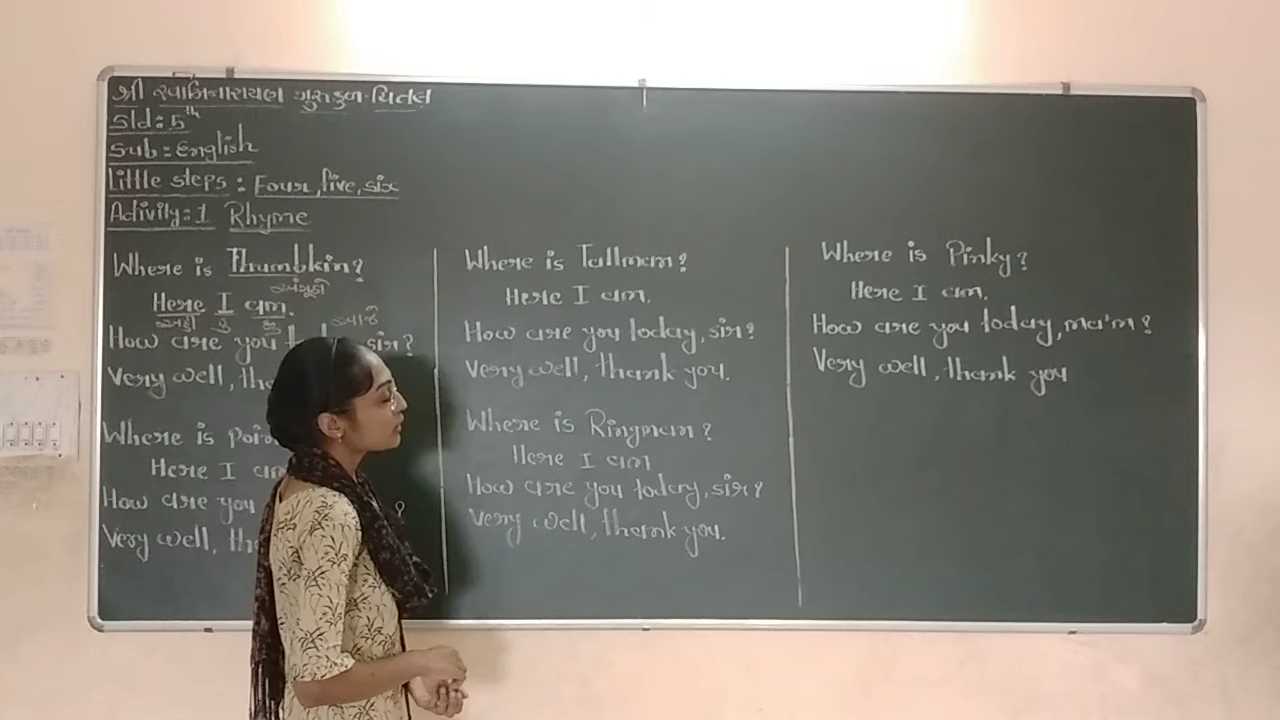 શ્રી સ્વામિનારાયણ ગુરુકુળ-ચિતલ
Std: 5th
Sub: English
Little steps: Four, five, six
Activity: 1 Rhyme
Where is Thumbkin?
અંગૂઠો
Here I am.
અહીં હું છું
આજે
How are you sir?
Very well,
Where is
Here I am
How are you ?
Very well,
Where is Tallman?
Here I am.
How are you today, sir?
Very well, thank you.
Where is Ringman?
Here I am
How are you today, sir?
Very well, thank you.
Where is Pinky?
Here I am.
How are you today, ma'm?
Very well, thank you